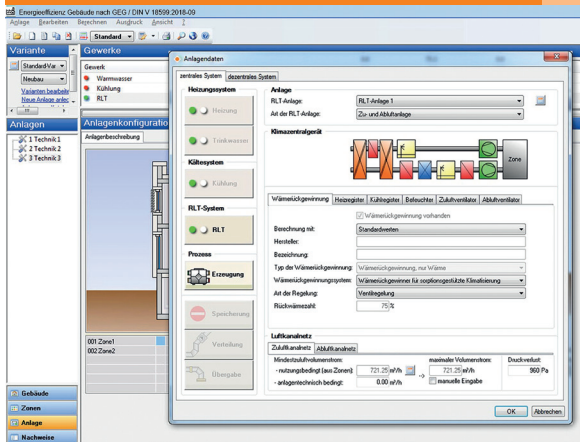 Energieeffizienz Gebäude nach GEG / DIN V 18599:2018-09
Anlage Bearbeiten Berechnen Ausdruck Ansicht ?
Standard
Variante
Standard-Var
Neubau
Varianten bearbeite
Neue Anlage anlec
Gewerke
Gewerk
Warmwasser
Kühlung
RLT
Anlagen
1 Technik 1
2 Technik 2
3 Technik 3
Anlagenkonfiguratio
Anlagenbeschreibung
001 Zone1
002 Zone2
Gebäude
Zonen
Anlage
Nachweise
Anlagendaten
zentrales System dezentrales System
Heizungssystem
Heizung
Trinkwasser
Kältesystem
Kühlung
RLT-System
RLT
Prozess
Erzeugung
Speicherung
Verteilung
Übergabe
Anlage
RLT-Anlage: RLT-Anlage 1
Art der RLT-Anlage: Zu- und Abluftanlage
Klimazentralgerät
Zone
Wärmerückgewinnung Heizregister Kühlregister Befeuchter Zuluftventilator Abluftventilator
Wärmerückgewinnung vorhanden
Berechnung mit: Standardwerten
Hersteller:
Bezeichnung:
Typ der Wärmerückgewinnung: Wärmerückgewinnung, nur Wärme
Wärmerückgewinnungssystem: Wärmerückgewinner für sorptionsgestützte Klimatisierung
Art der Regelung: Ventilregelung
Rückwärmezahl: 75 %
Luftkanalnetz
Zuluftkanalnetz Abluftkanalnetz
Mindestzuluftvolumenstrom: maximaler Volumenstrom: Druckverlust:
- nutzungsbedingt (aus Zonen): 721.25 m³/h -> 721.25 m³/h 960 Pa
- anlagentechnisch bedingt: 0.00 m³/h manuelle Eingabe
OK Abbrechen